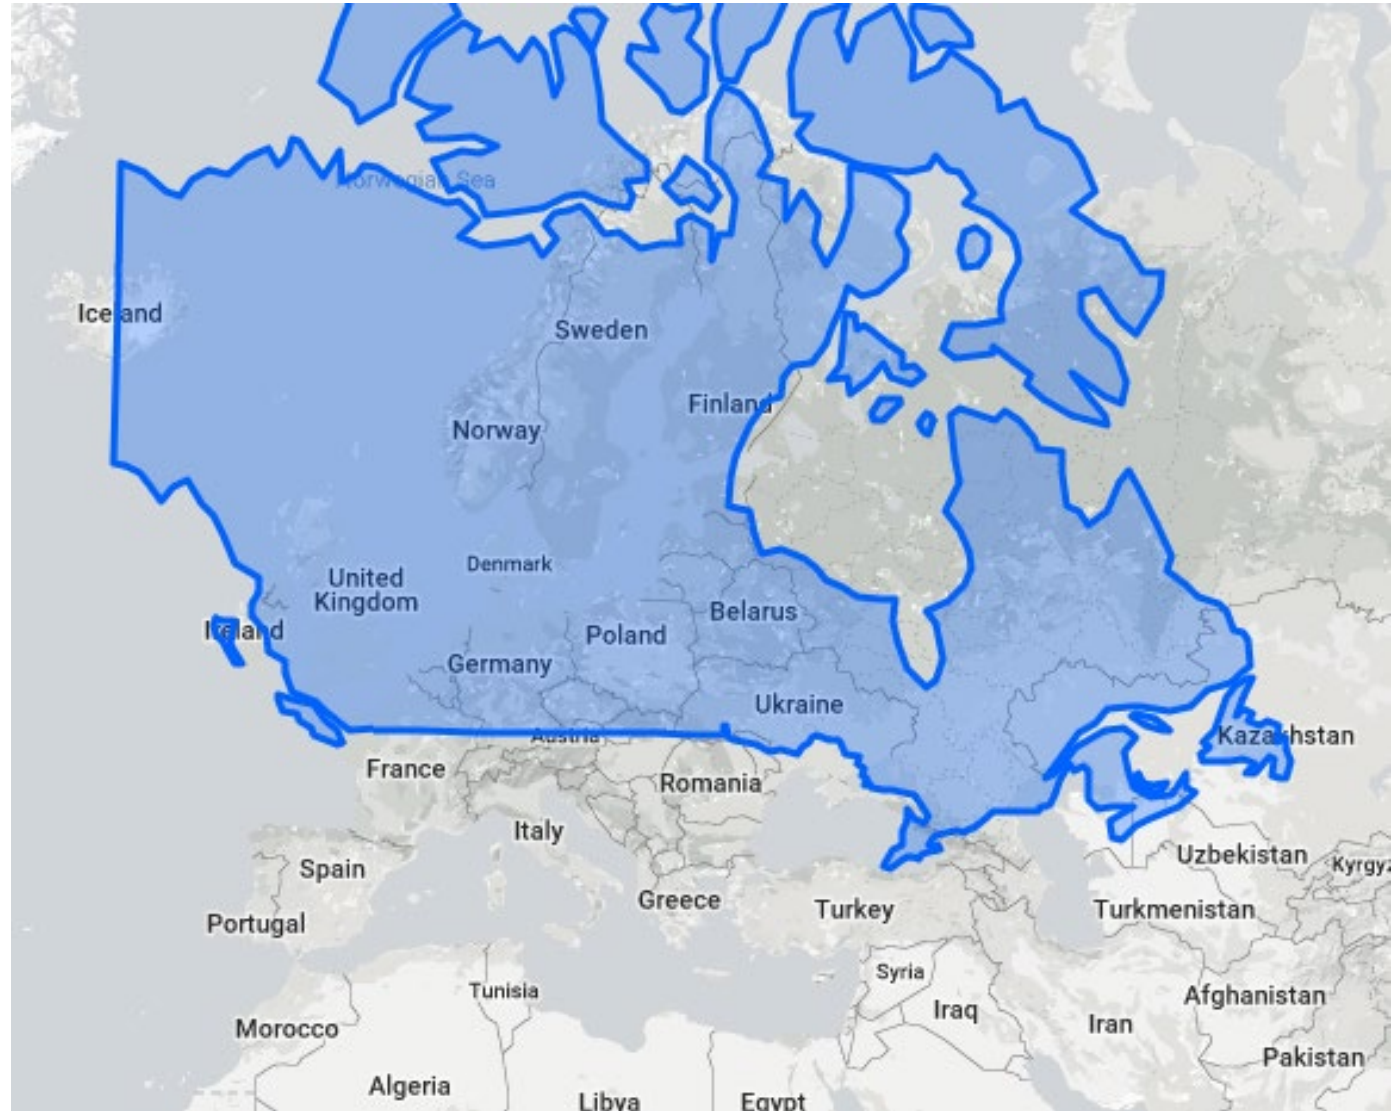 Norwegian Sea
Iceland
Sweden
Finland
Norway
Denmark
United
Kingdom
Belarus
Ireland
Poland
Germany
Ukraine
Austria
Kazakhstan
France
Romania
Italy
Uzbekistan
Spain
Kyrgyz
Greece
Turkey
Turkmenistan
Portugal
Syria
Tunisia
Afghanistan
Iraq
Iran
Morocco
Pakistan
Algeria
Libya
Egypt